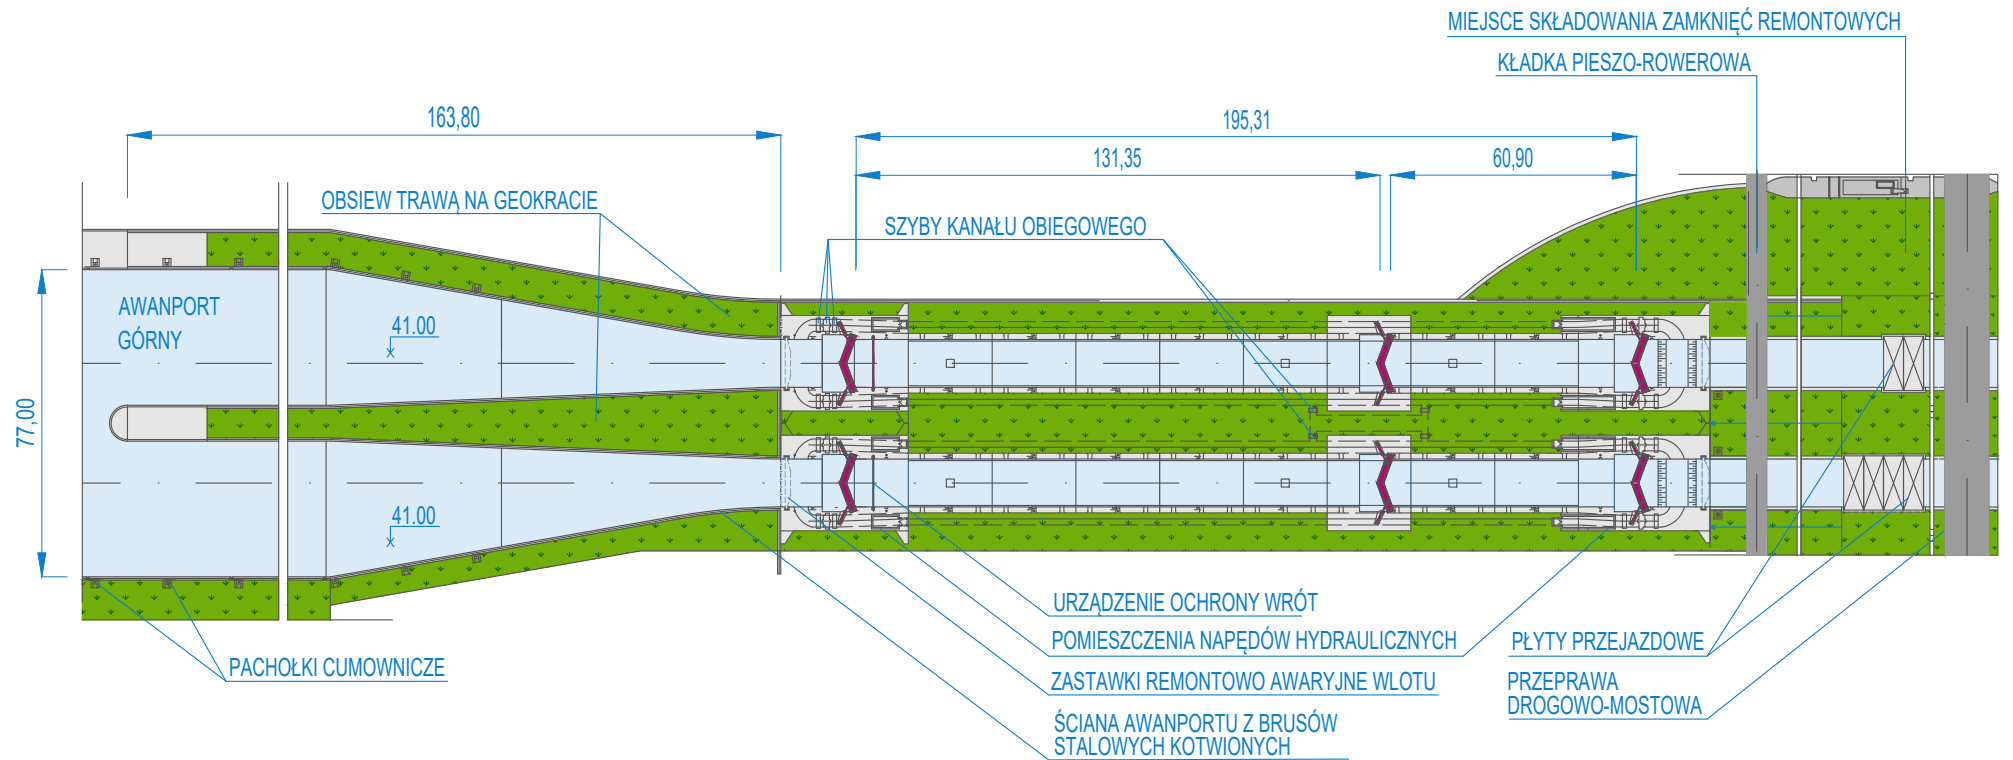 MIEJSCE SKŁADOWANIA ZAMKNIĘĆ REMONTOWYCH
KŁADKA PIESZO-ROWEROWA
163,80
195,31
131,35
60,90
OBSIEW TRAWĄ NA GEOKRACIE
SZYBY KANAŁU OBIEGOWEGO
AWANPORT
GÓRNY
41.00
77,00
41.00
URZĄDZENIE OCHRONY WRÓT
POMIESZCZENIA NAPĘDÓW HYDRAULICZNYCH
PŁYTY PRZEJAZDOWE
PACHOŁKI CUMOWNICZE
ZASTAWKI REMONTOWO AWARYJNE WLOTU
PRZEPRAWA
DROGOWO-MOSTOWA
ŚCIANA AWANPORTU Z BRUSÓW
STALOWYCH KOTWIONYCH